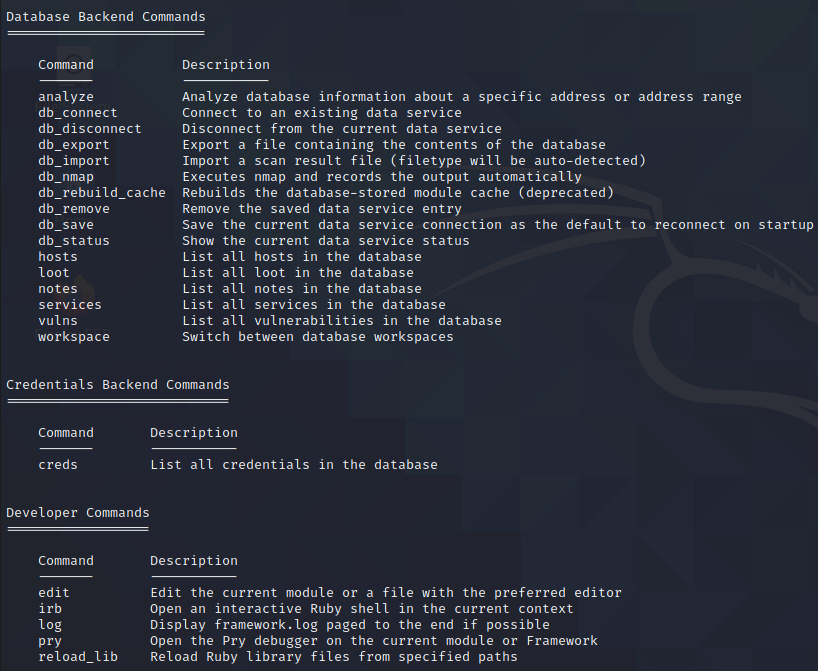 Database Backend Commands
Command Description
analyze Analyze database information about a specific address or address range
db_connect Connect to an existing data service
db_disconnect Disconnect from the current data service
db_export Export a file containing the contents of the database
db_import Import a scan result file (filetype will be auto-detected)
db_nmap Executes nmap and records the output automatically
db_rebuild_cache Rebuilds the database-stored module cache (deprecated)
db_remove Remove the saved data service entry
db_save Save the current data service connection as the default to reconnect on startup
db_status Show the current data service status
hosts List all hosts in the database
loot List all loot in the database
notes List all notes in the database
services List all services in the database
vulns List all vulnerabilities in the database
workspace Switch between database workspaces
Credentials Backend Commands
Command Description
creds List all credentials in the database
Developer Commands
Command Description
edit Edit the current module or a file with the preferred editor
irb Open an interactive Ruby shell in the current context
log Display framework.log paged to the end if possible
pry Open the Pry debugger on the current module or Framework
reload_lib Reload Ruby library files from specified paths